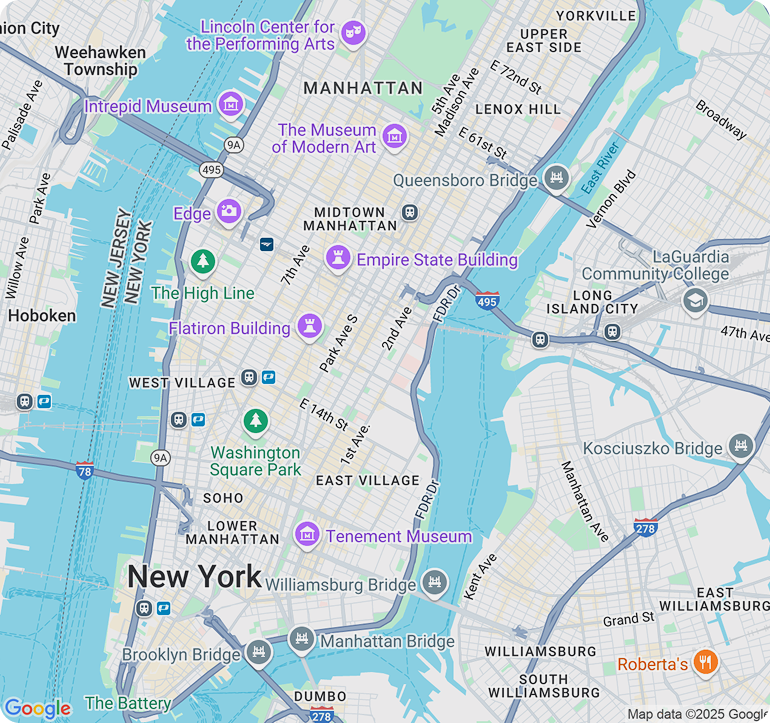 Lincoln Center for
the Performing Arts
YORKVILLE
UPPER
EAST SIDE
nion City
Weehawken
Township
E 72nd St
MANHATTAN
5th Ave
Madison Ave
LENOX HILL
Palisade Ave
Intrepid Museum
Broadway
The Museum
of Modern Art
E 61st St
9A
495
East River
Queensboro Bridge
Park Ave
Vernon Blvd
Edge
MIDTOWN
MANHATTAN
NEW JERSEY
NEW YORK
Willow Ave
7th Ave
Empire State Building
LaGuardia
Community College
The High Line
FDR Dr
495
LONG
ISLAND CITY
Hoboken
Flatiron Building
Park Ave S
2nd Ave
47th Ave
WEST VILLAGE
E 14th St
Washington
Square Park
1st Ave.
Kosciuszko Bridge
9A
78
EAST VILLAGE
SOHO
FDR Dr
Manhattan Ave
278
LOWER
MANHATTAN
Tenement Museum
New York
Williamsburg Bridge
Kent Ave
EAST
WILLIAMSBURG
Grand St
Brooklyn Bridge
Manhattan Bridge
WILLIAMSBURG
Roberta's
SOUTH
WILLIAMSBURG
The Battery
DUMBO
278
Google
Map data ©2025 Google